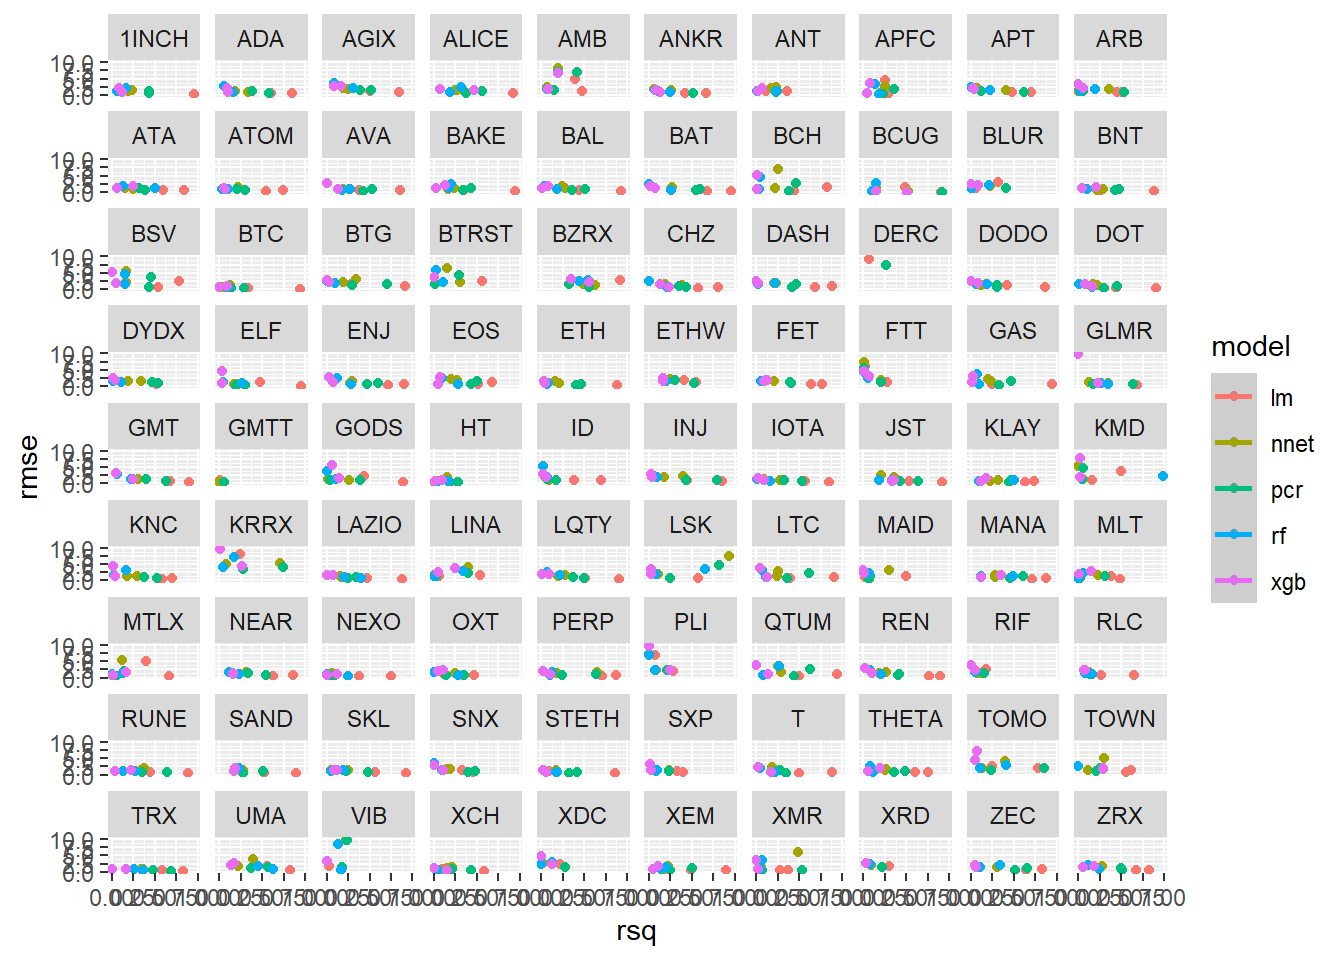 1INCH ADA AGIX ALICE AMB ANKR ANT APFC APT ARB
ATA ATOM AVA BAKE BAL BAT BCH BCUG BLUR BNT
BSV BTC BTG BTRST BZRX CHZ DASH DERC DODO DOT
DYDX ELF ENJ EOS ETH ETHW FET FTT GAS GLMR
GMT GMTT GODS HT ID INJ IOTA JST KLAY KMD
KNC KRRX LAZIO LINA LQTY LSK LTC MAID MANA MLT
MTLX NEAR NEXO OXT PERP PLI QTUM REN RIF RLC
RUNE SAND SKL SNX STETH SXP T THETA TOMO TOWN
TRX UMA VIB XCH XDC XEM XMR XRD ZEC ZRX
rmse
rsq
model
lm
nnet
pcr
rf
xgb